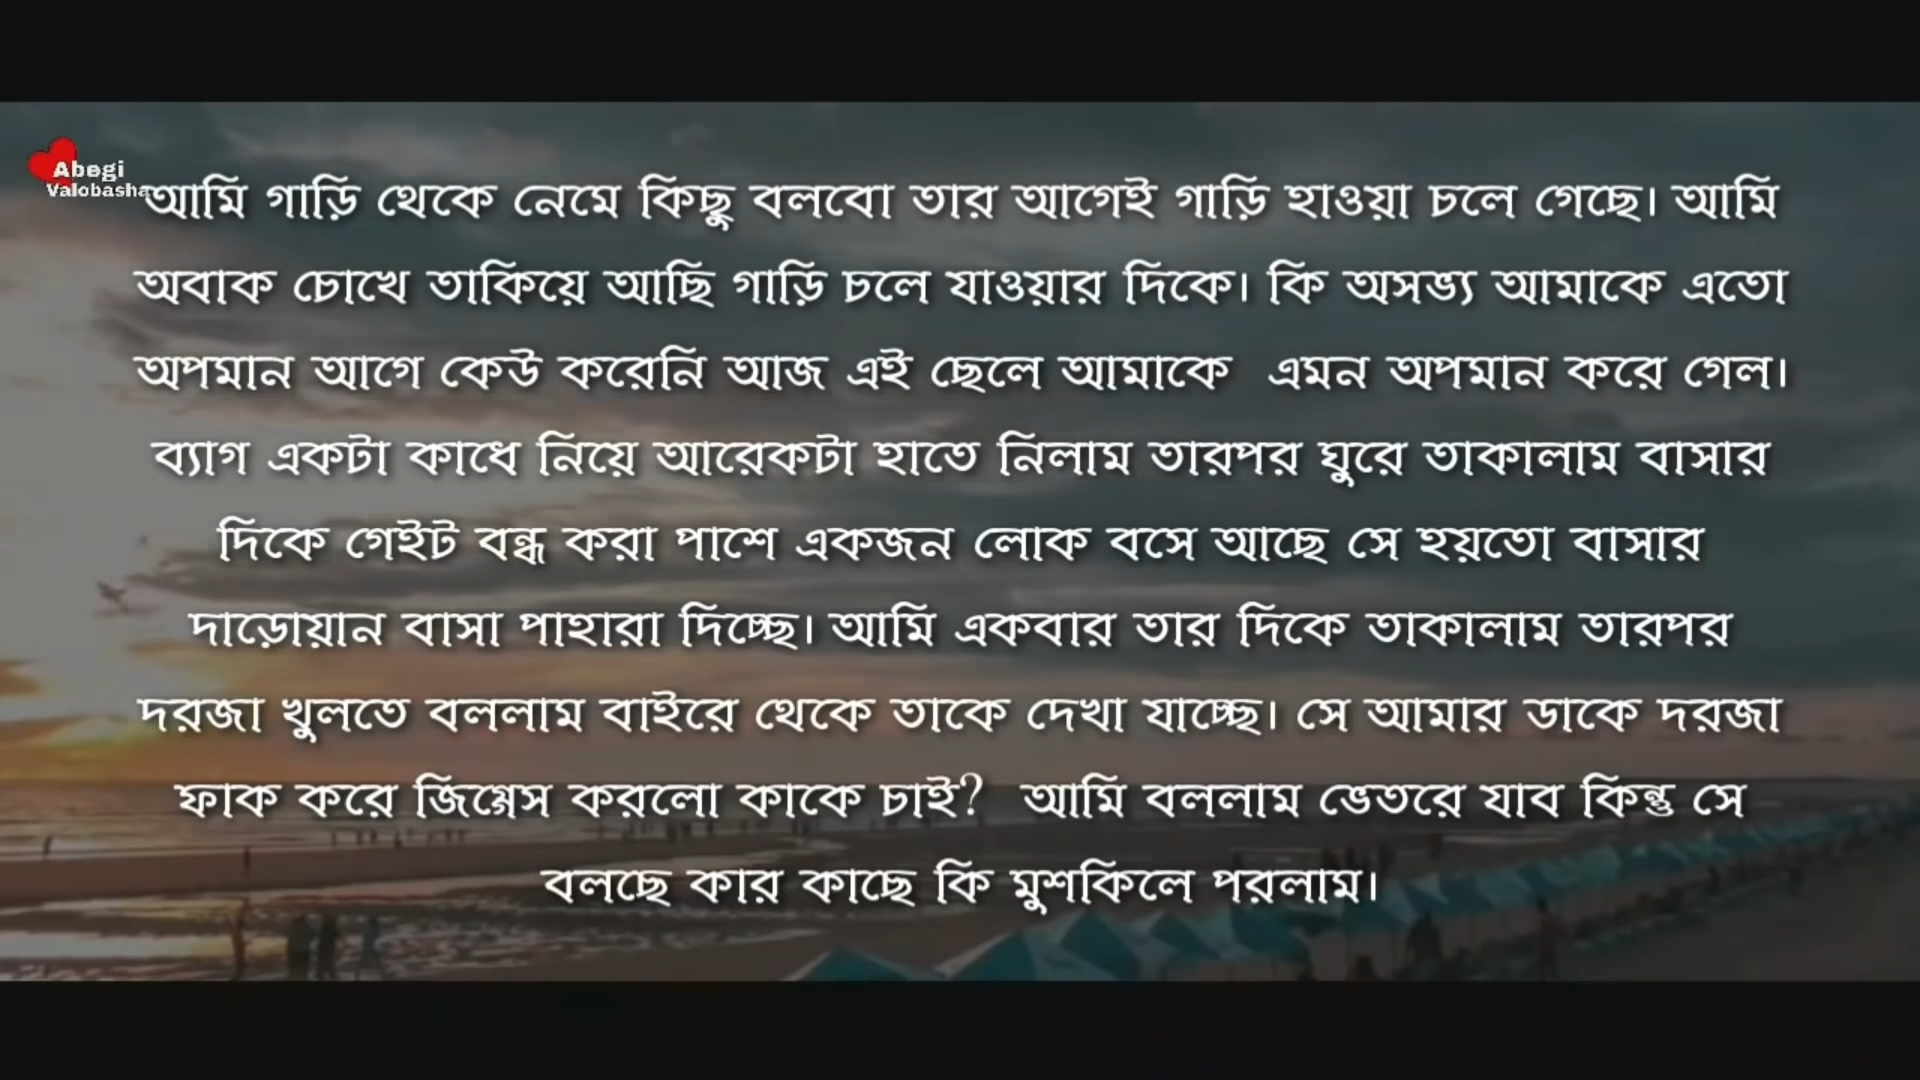 Abegi
Valobasha
আমি গাড়ি থেকে নেমে কিছু বলবো তার আগেই গাড়ি হাওয়া চলে গেছে। আমি
অবাক চোখে তাকিয়ে আছি গাড়ি চলে যাওয়ার দিকে। কি অসভ্য আমাকে এতো
অপমান আগে কেউ করেনি আজ এই ছেলে আমাকে এমন অপমান করে গেল।
ব্যাগ একটা কাধে নিয়ে আরেকটা হাতে নিলাম তারপর ঘুরে তাকালাম বাসার
দিকে গেইট বন্ধ করা পাশে একজন লোক বসে আছে সে হয়তো বাসার
দাড়োয়ান বাসা পাহারা দিচ্ছে। আমি একবার তার দিকে তাকালাম তারপর
দরজা খুলতে বললাম বাইরে থেকে তাকে দেখা যাচ্ছে। সে আমার ডাকে দরজা
ফাক করে জিগ্গেস করলো কাকে চাই? আমি বললাম ভেতরে যাব কিন্তু সে
বলছে কার কাছে কি মুশকিলে পরলাম।